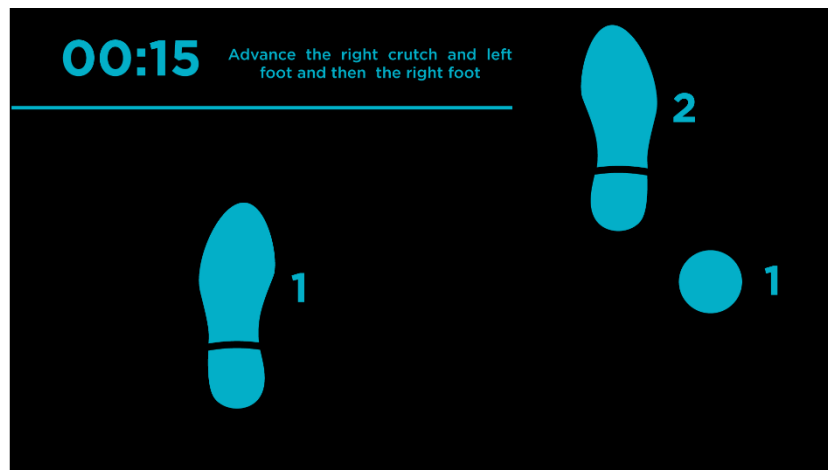 00:15
Advance the right crutch and left
foot and then the right foot
2
1
1